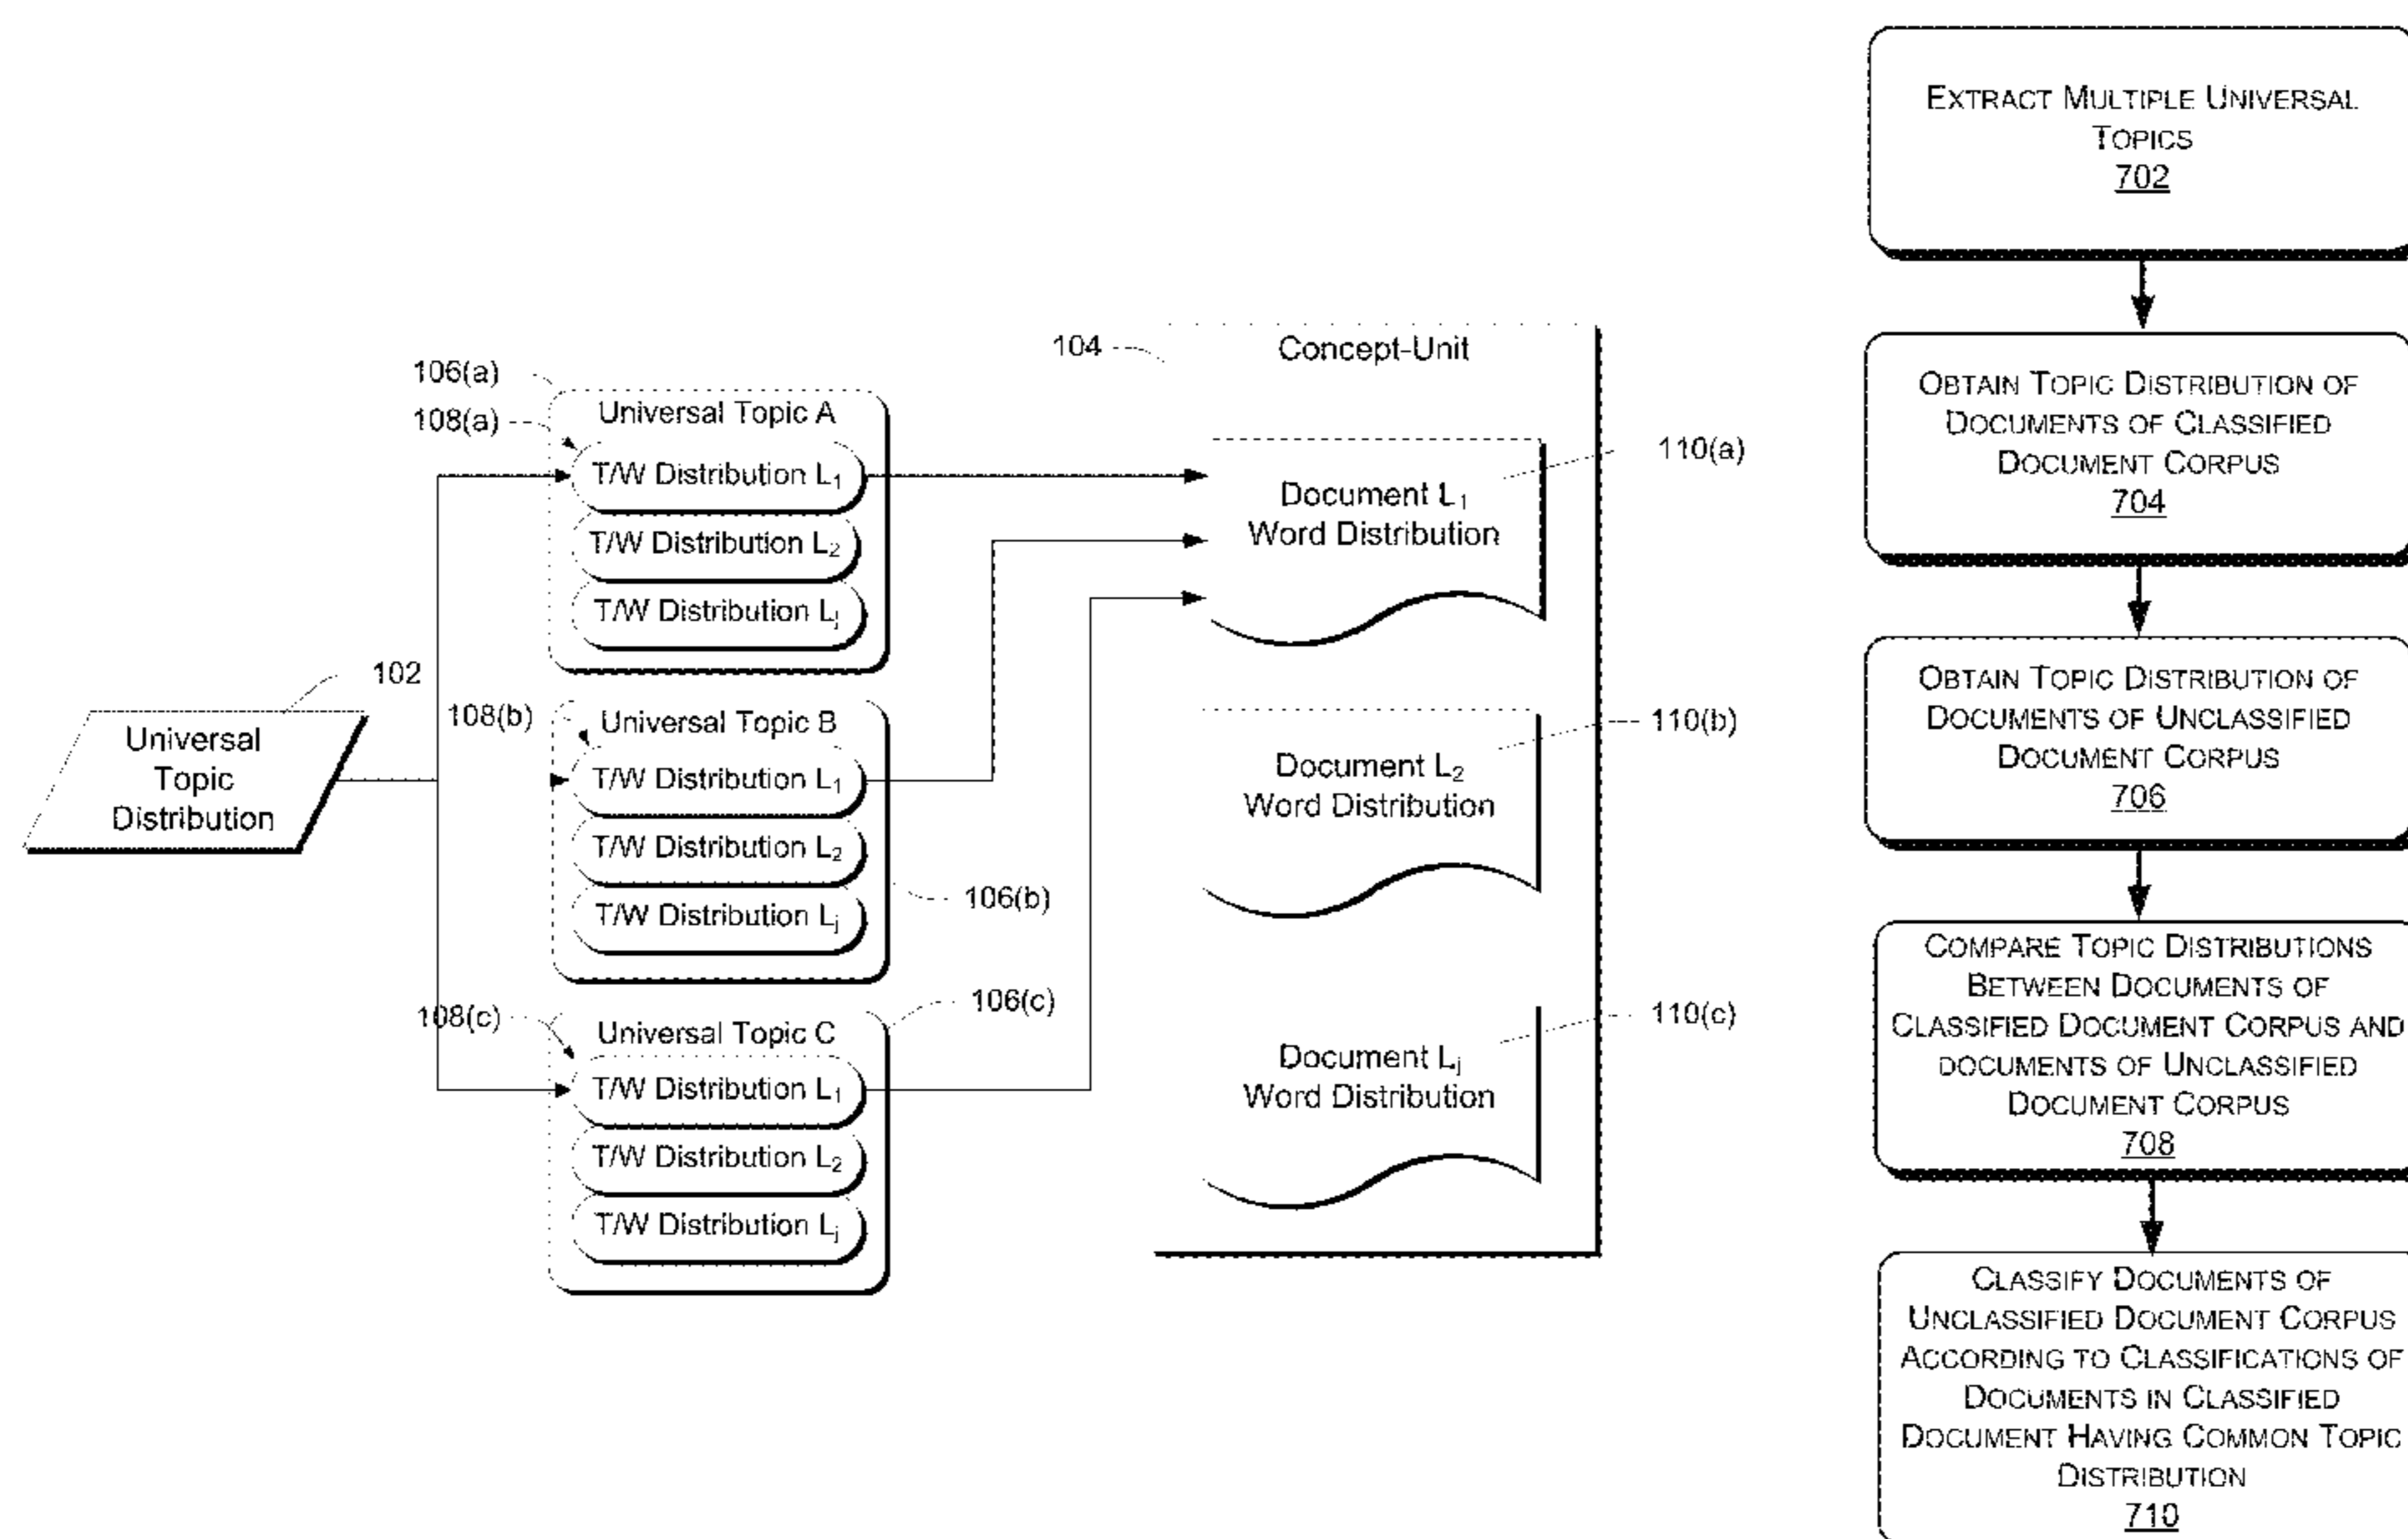 102
Universal
Topic
Distribution
106(a)
108(a)
Universal Topic A
T/W Distribution L₁
T/W Distribution L₂
T/W Distribution Lⱼ
108(b)
Universal Topic B
T/W Distribution L₁
T/W Distribution L₂
T/W Distribution Lⱼ
106(b)
108(c)
106(c)
Universal Topic C
T/W Distribution L₁
T/W Distribution L₂
T/W Distribution Lⱼ
104
Concept-Unit
110(a)
Document L₁
Word Distribution
110(b)
Document L₂
Word Distribution
110(c)
Document Lⱼ
Word Distribution
EXTRACT MULTIPLE UNIVERSAL
TOPICS
702
OBTAIN TOPIC DISTRIBUTION OF
DOCUMENTS OF CLASSIFIED
DOCUMENT CORPUS
704
OBTAIN TOPIC DISTRIBUTION OF
DOCUMENTS OF UNCLASSIFIED
DOCUMENT CORPUS
706
COMPARE TOPIC DISTRIBUTIONS
BETWEEN DOCUMENTS OF
CLASSIFIED DOCUMENT CORPUS AND
DOCUMENTS OF UNCLASSIFIED
DOCUMENT CORPUS
708
CLASSIFY DOCUMENTS OF
UNCLASSIFIED DOCUMENT CORPUS
ACCORDING TO CLASSIFICATIONS OF
DOCUMENTS IN CLASSIFIED
DOCUMENT HAVING COMMON TOPIC
DISTRIBUTION
710